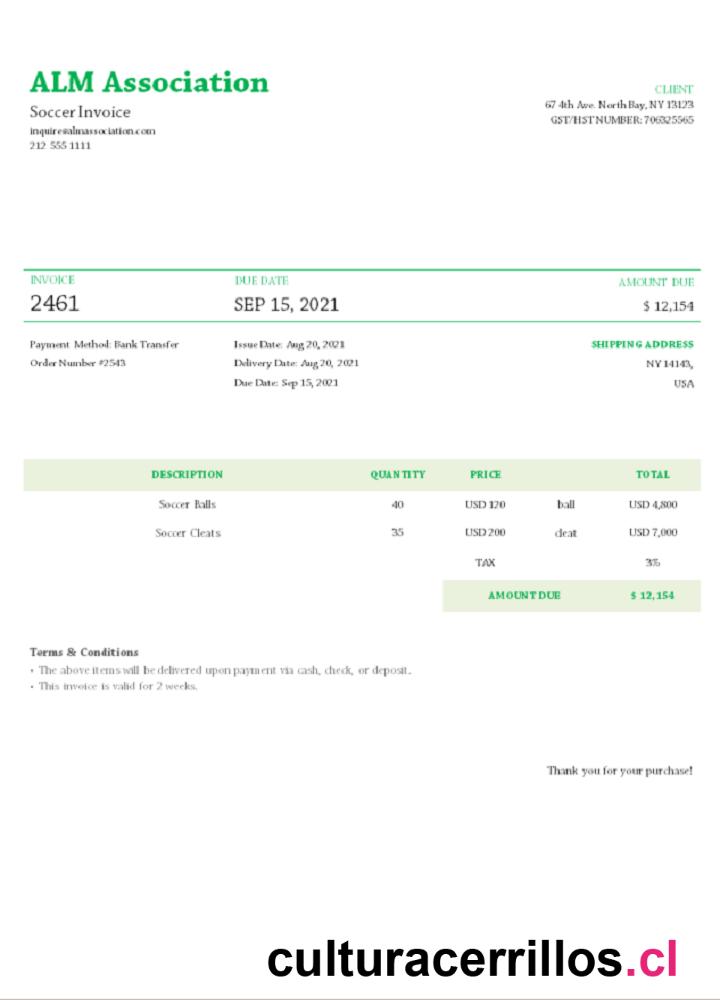 ALM Association
Soccer Invoice
inquire@almassociation.com
212 555 1111
CLIENT
67 4th Ave. North Bay, NY 13123
GST/HST NUMBER: 706325565
INVOICE DUE DATE AMOUNT DUE
2461 SEP 15, 2021 $ 12,154
Payment Method: Bank Transfer Issue Date: Aug 20, 2021 SHIPPING ADDRESS
Order Number #2543 Delivery Date: Aug 20, 2021 NY 14143,
Due Date: Sep 15, 2021 USA
DESCRIPTION QUANTITY PRICE TOTAL
Soccer Balls 40 USD 120 ball USD 4,800
Soccer Cleats 35 USD 200 cleat USD 7,000
TAX 3%
AMOUNT DUE $ 12,154
Terms & Conditions
• The above items will be delivered upon payment via cash, check, or deposit.
• This invoice is valid for 2 weeks.
Thank you for your purchase!
culturacerrillos.cl